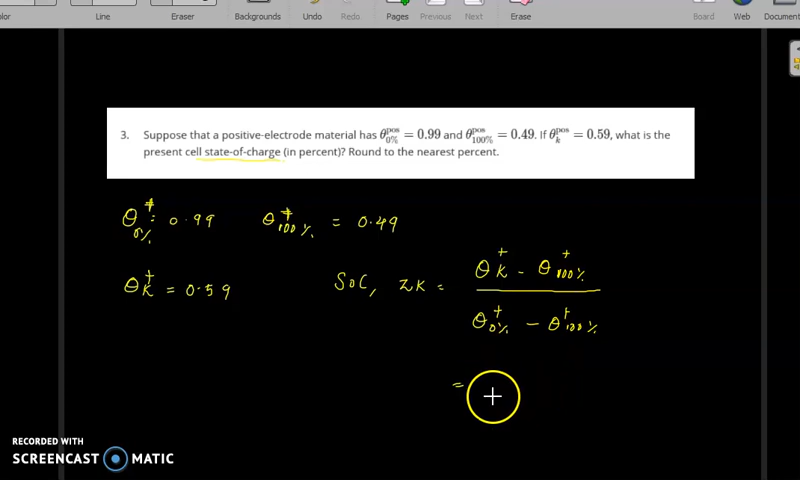 olor Line Eraser Backgrounds Undo Redo Pages Previous Next Erase Board Web Document
3. Suppose that a positive-electrode material has θ^pos_0% = 0.99 and θ^pos_100% = 0.49. If θ^pos_k = 0.59, what is the
present cell state-of-charge (in percent)? Round to the nearest percent.
θ^+_0% = 0.99 θ^+_100% = 0.49
θ^+_K = 0.59 SOC, ZK = (θ^+_K - θ^+_100%) / (θ^+_0% - θ^+_100%)
=
RECORDED WITH
SCREENCAST MATIC